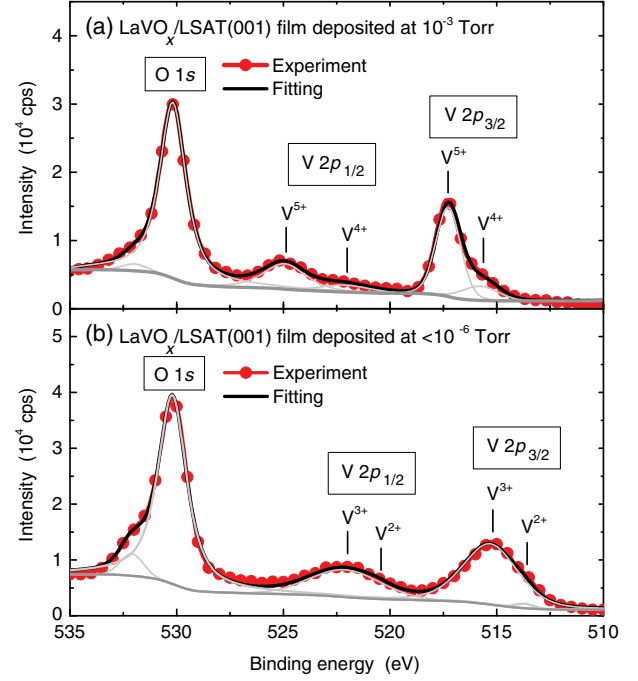 (a) LaVOₓ/LSAT(001) film deposited at 10⁻³ Torr
O 1s
Experiment
Fitting
V 2p₁/₂
V 2p₃/₂
V⁵⁺
V⁴⁺
V⁵⁺
V⁴⁺
Intensity (10⁴ cps)
4
3
2
1
0
(b) LaVOₓ/LSAT(001) film deposited at <10⁻⁶ Torr
O 1s
Experiment
Fitting
V 2p₁/₂
V 2p₃/₂
V³⁺
V²⁺
V³⁺
V²⁺
Intensity (10⁴ cps)
5
4
3
2
1
0
535 530 525 520 515 510
Binding energy (eV)